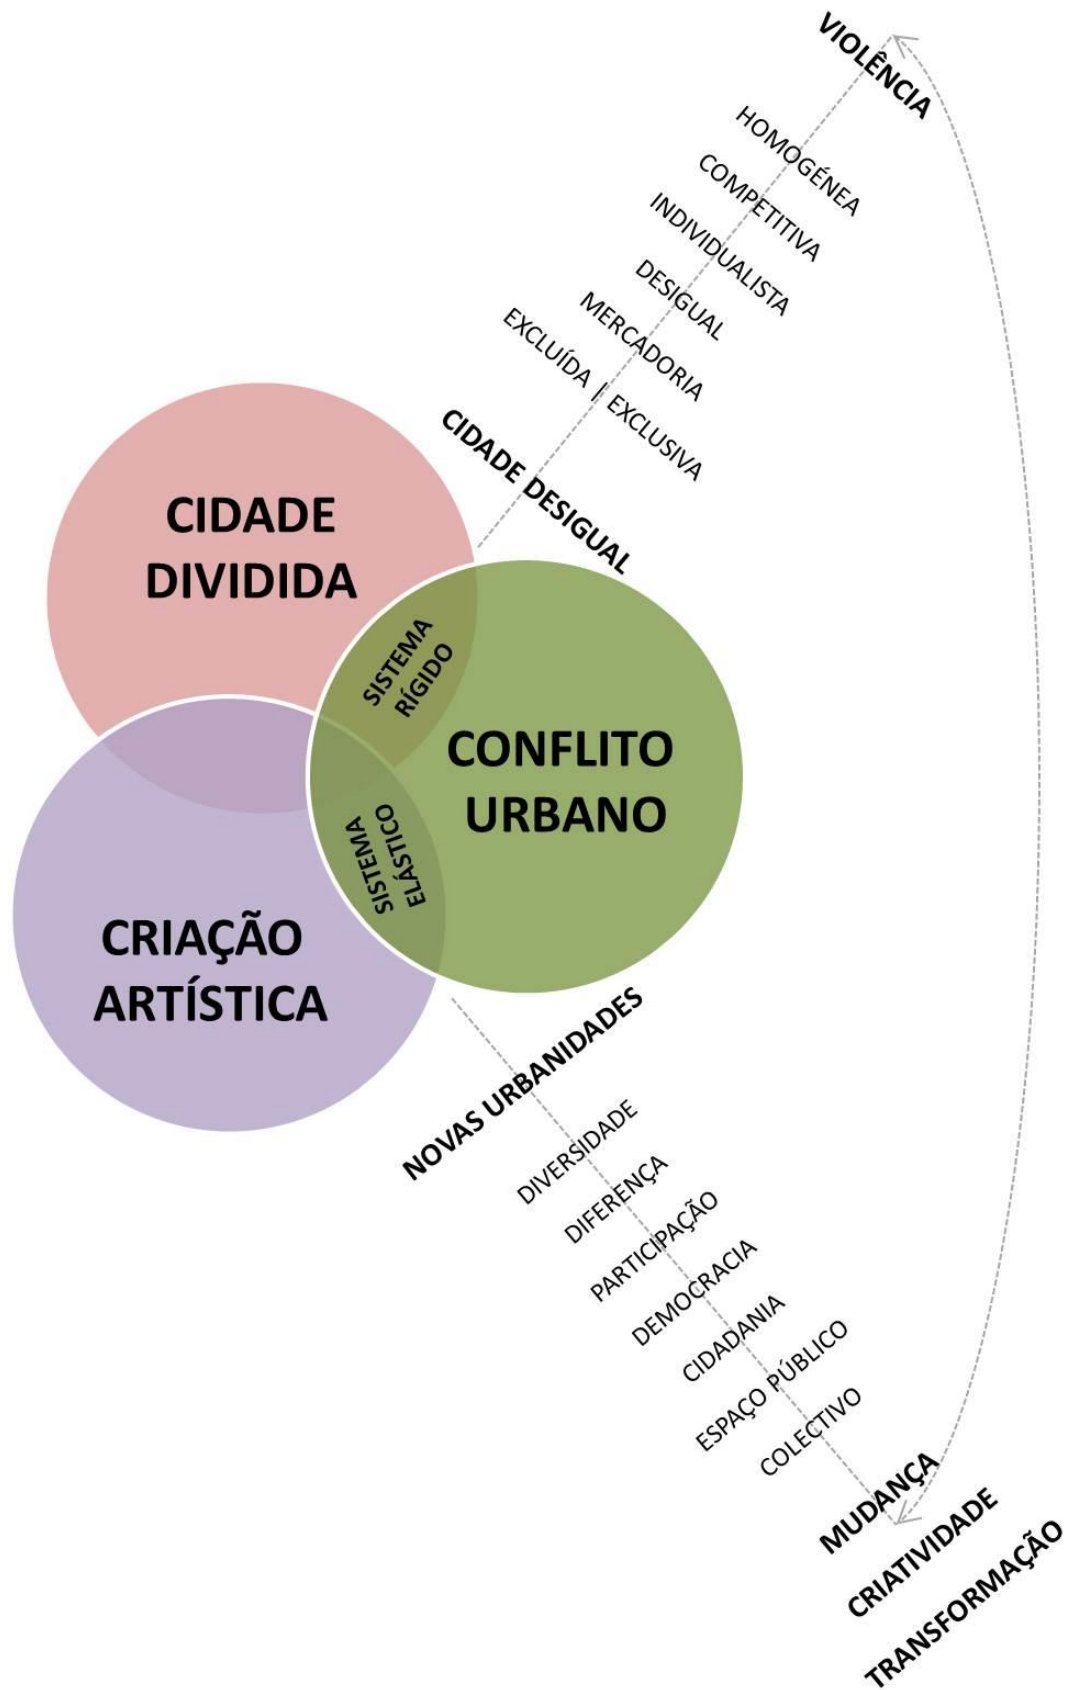 VIOLÊNCIA
HOMOGÉNEA
COMPETITIVA
INDIVIDUALISTA
DESIGUAL
MERCADORIA
EXCLUÍDA | EXCLUSIVA
CIDADE DESIGUAL
CIDADE
DIVIDIDA
SISTEMA
RÍGIDO
CONFLITO
URBANO
SISTEMA
ELÁSTICO
CRIAÇÃO
ARTÍSTICA
NOVAS URBANIDADES
DIVERSIDADE
DIFERENÇA
PARTICIPAÇÃO
DEMOCRACIA
CIDADANIA
ESPAÇO PÚBLICO
COLECTIVO
MUDANÇA
CRIATIVIDADE
TRANSFORMAÇÃO